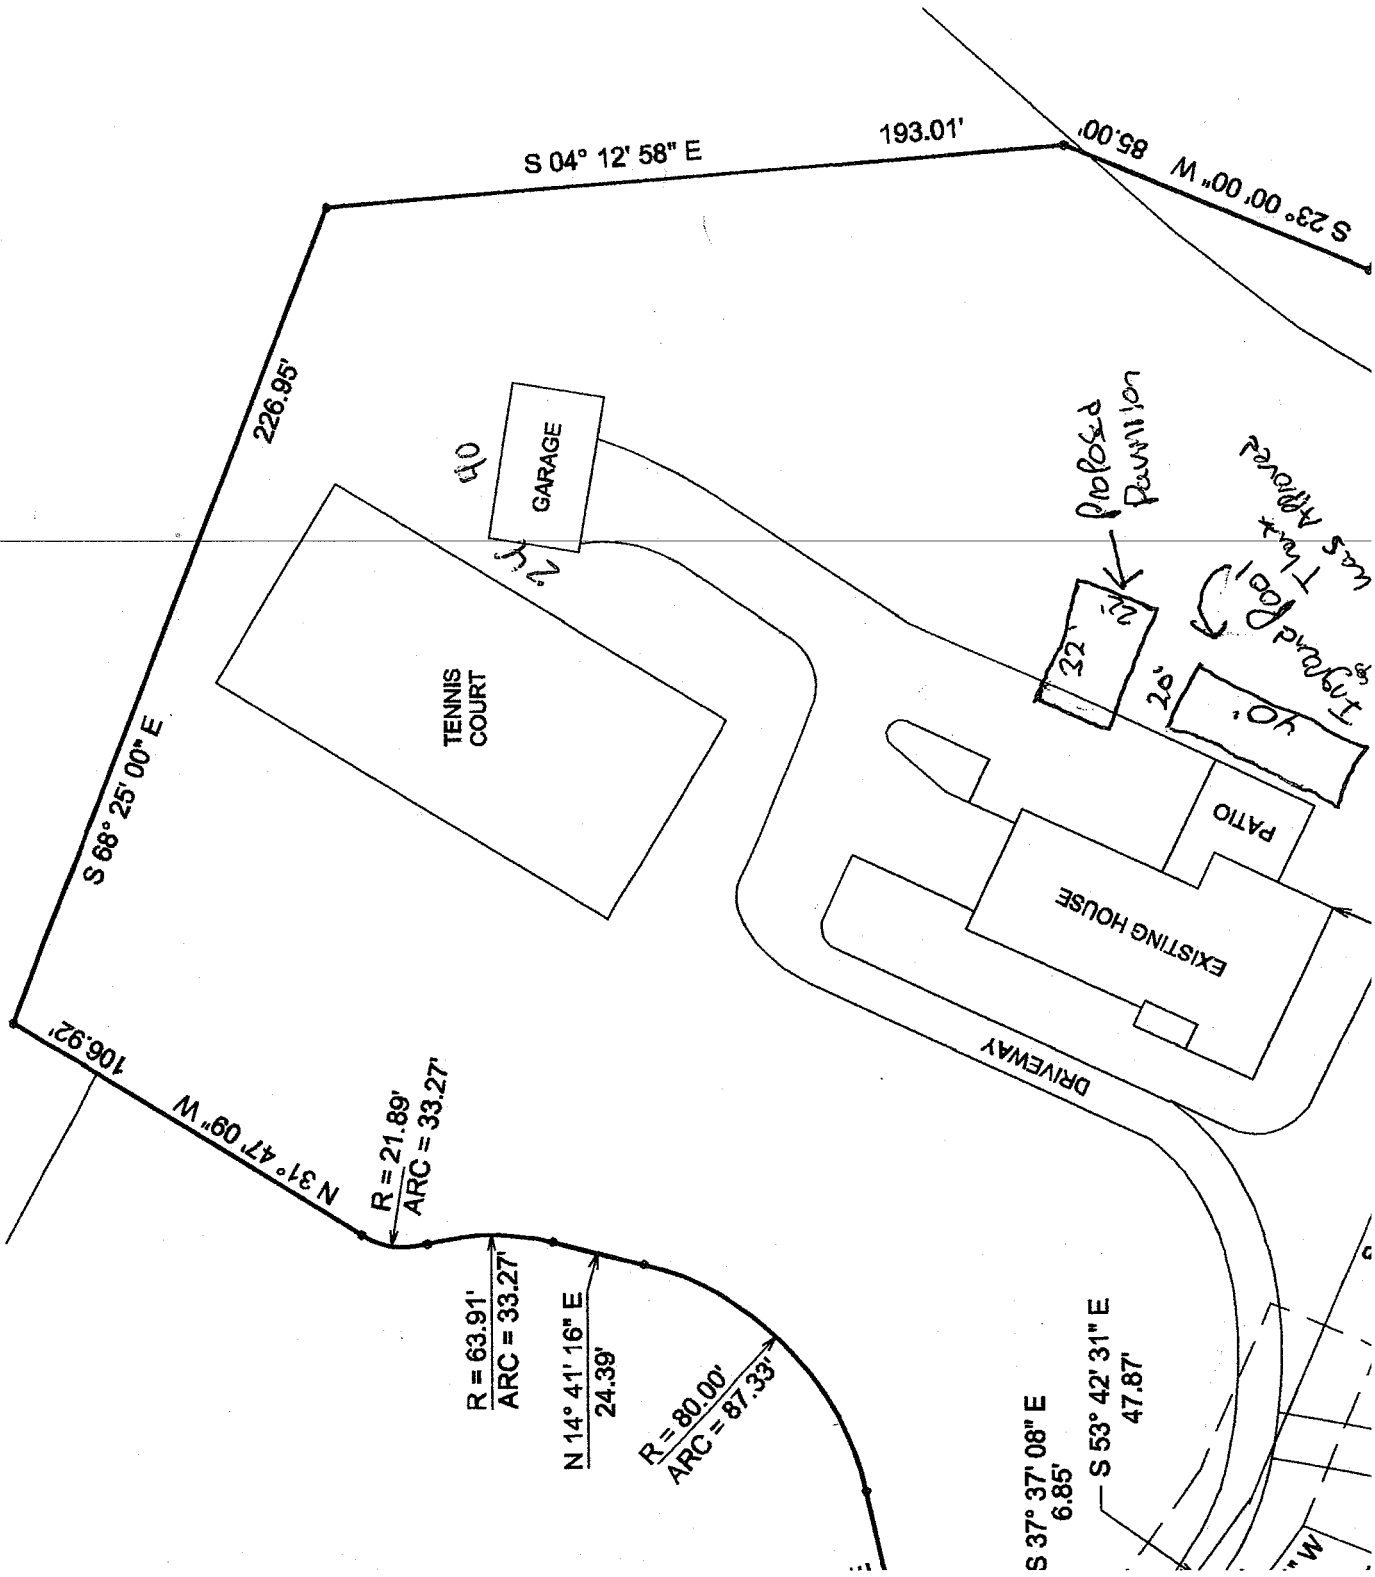 S 04° 12' 58" E
193.01'
85.00'
S 23° 00' 00" W
226.95'
S 68° 25' 00" E
40
GARAGE
24
TENNIS
COURT
Proposed
Pavillion
32'
22'
20'
40'
Inground Pool
That
was Approved
PATIO
EXISTING HOUSE
DRIVEWAY
106.92'
N 31° 47' 09" W
R = 21.89'
ARC = 33.27'
R = 63.91'
ARC = 33.27'
N 14° 41' 16" E
24.39'
R = 80.00'
ARC = 87.33'
S 37° 37' 08" E
6.85'
S 53° 42' 31" E
47.87'
" W